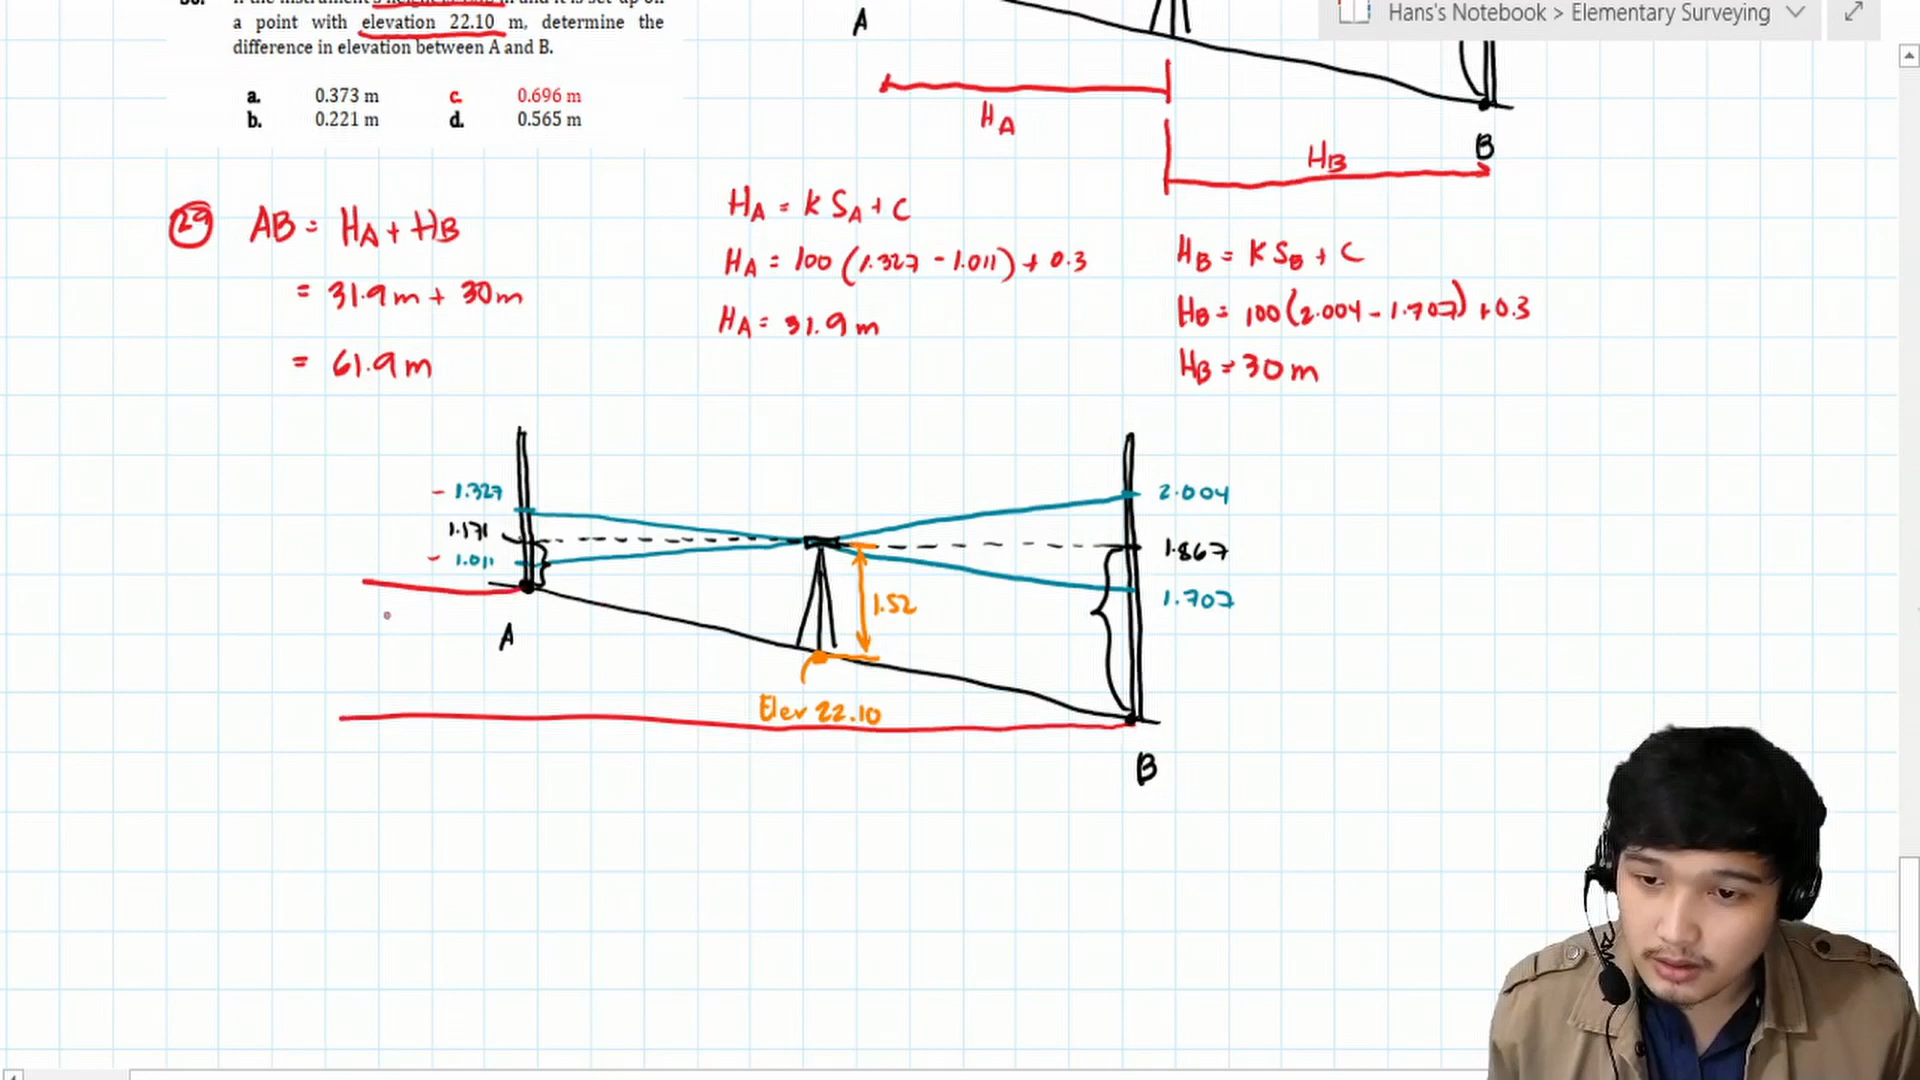 Hans's Notebook > Elementary Surveying
a point with elevation 22.10 m, determine the
difference in elevation between A and B.
a. 0.373 m c. 0.696 m
b. 0.221 m d. 0.565 m
A
HA
HB
B
29 AB = HA + HB
= 31.9m + 30m
= 61.9m
HA = K SA + C
HA = 100 (1.327 - 1.011) + 0.3
HA = 31.9 m
HB = K SB + C
HB = 100(2.004 - 1.707) + 0.3
HB = 30 m
- 1.327
1.171
- 1.011
A
1.52
Elev 22.10
2.004
1.867
1.707
B